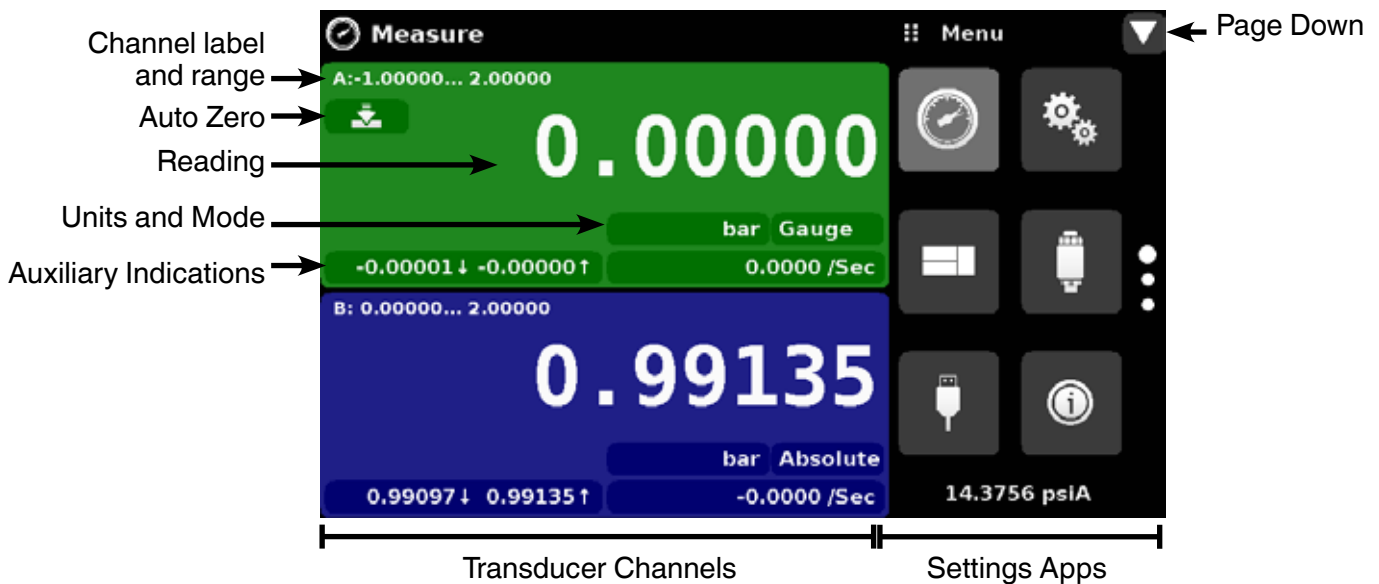 Measure
Menu
Page Down
Channel label
and range
A:-1.00000... 2.00000
Auto Zero
Reading
0.00000
Units and Mode
bar Gauge
Auxiliary Indications
-0.00001↓ -0.00000↑
0.0000 /Sec
B: 0.00000... 2.00000
0.99135
bar Absolute
0.99097↓ 0.99135↑
-0.0000 /Sec
14.3756 psiA
Transducer Channels
Settings Apps